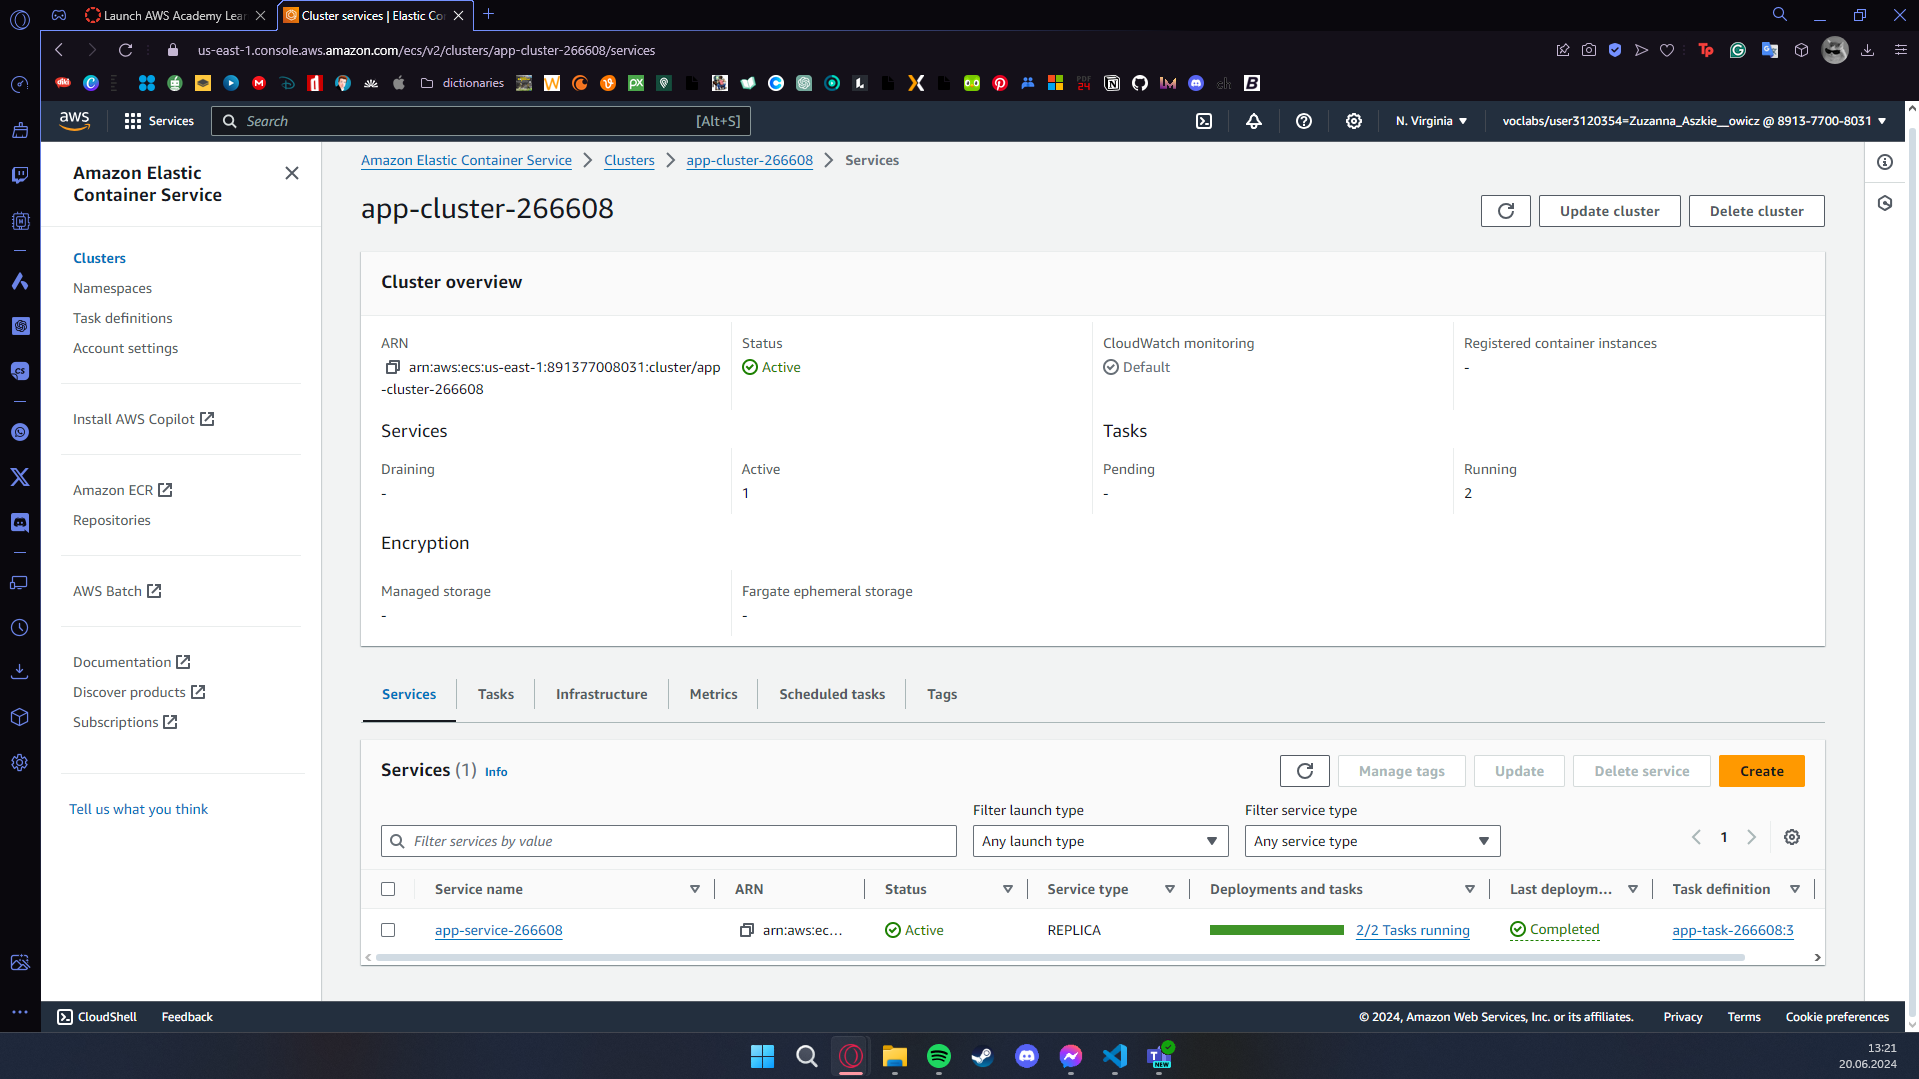 Launch AWS Academy Lear
Cluster services | Elastic Co
us-east-1.console.aws.amazon.com/ecs/v2/clusters/app-cluster-266608/services
dictionaries
aws
Services
Search
[Alt+S]
N. Virginia
voclabs/user3120354=Zuzanna_Aszkie__owicz @ 8913-7700-8031
Amazon Elastic
Container Service
Clusters
Namespaces
Task definitions
Account settings
Install AWS Copilot
Amazon ECR
Repositories
AWS Batch
Documentation
Discover products
Subscriptions
Tell us what you think
Amazon Elastic Container Service
Clusters
app-cluster-266608
Services
app-cluster-266608
Update cluster
Delete cluster
Cluster overview
ARN
arn:aws:ecs:us-east-1:891377008031:cluster/app
-cluster-266608
Status
Active
CloudWatch monitoring
Default
Registered container instances
-
Services
Tasks
Draining
-
Active
1
Pending
-
Running
2
Encryption
Managed storage
-
Fargate ephemeral storage
-
Services
Tasks
Infrastructure
Metrics
Scheduled tasks
Tags
Services (1) Info
Manage tags
Update
Delete service
Create
Filter launch type
Filter service type
Filter services by value
Any launch type
Any service type
1
Service name
ARN
Status
Service type
Deployments and tasks
Last deploym...
Task definition
app-service-266608
arn:aws:ec...
Active
REPLICA
2/2 Tasks running
Completed
app-task-266608:3
CloudShell
Feedback
© 2024, Amazon Web Services, Inc. or its affiliates.
Privacy
Terms
Cookie preferences
13:21
20.06.2024